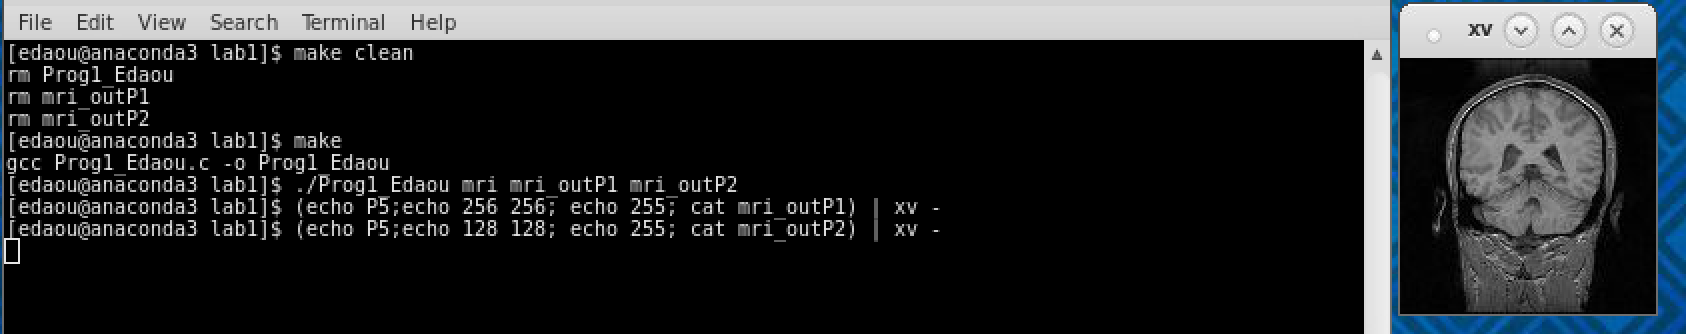 File Edit View Search Terminal Help
[edaou@anaconda3 lab1]$ make clean
rm Prog1_Edaou
rm mri_outP1
rm mri_outP2
[edaou@anaconda3 lab1]$ make
gcc Prog1_Edaou.c -o Prog1_Edaou
[edaou@anaconda3 lab1]$ ./Prog1_Edaou mri mri_outP1 mri_outP2
[edaou@anaconda3 lab1]$ (echo P5;echo 256 256; echo 255; cat mri_outP1) | xv -
[edaou@anaconda3 lab1]$ (echo P5;echo 128 128; echo 255; cat mri_outP2) | xv -
xv